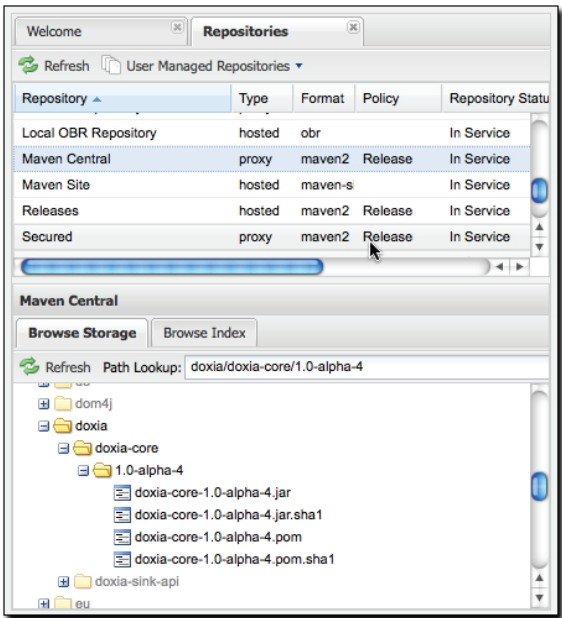 Welcome
Repositories
Refresh User Managed Repositories
Repository Type Format Policy Repository Statu
Local OBR Repository hosted obr In Service
Maven Central proxy maven2 Release In Service
Maven Site hosted maven-s In Service
Releases hosted maven2 Release In Service
Secured proxy maven2 Release In Service
Maven Central
Browse Storage Browse Index
Refresh Path Lookup: doxia/doxia-core/1.0-alpha-4
dom4j
doxia
doxia-core
1.0-alpha-4
doxia-core-1.0-alpha-4.jar
doxia-core-1.0-alpha-4.jar.sha1
doxia-core-1.0-alpha-4.pom
doxia-core-1.0-alpha-4.pom.sha1
doxia-sink-api
eu